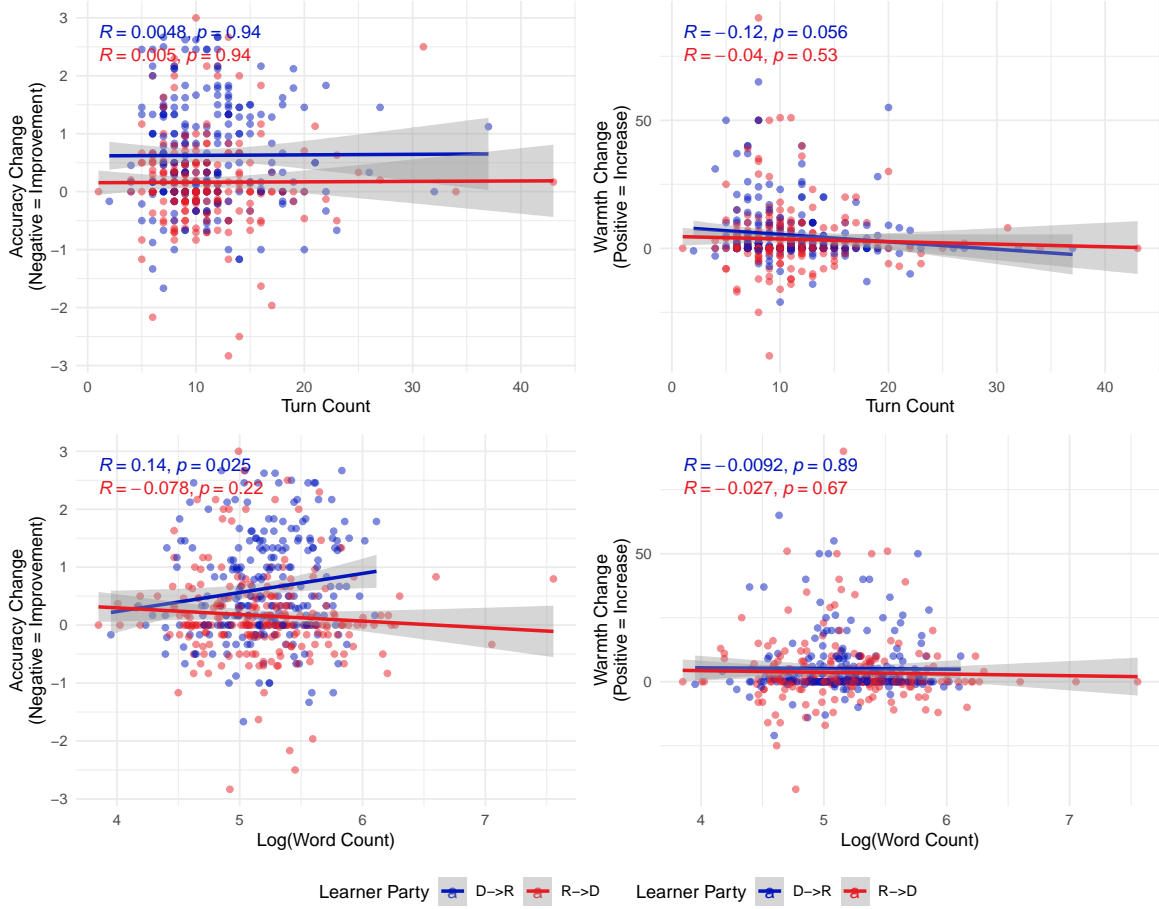 R = 0.0048, p = 0.94
R = 0.005, p = 0.94
3
2
1
0
−1
−2
−3
Accuracy Change
(Negative = Improvement)
0 10 20 30 40
Turn Count
R = −0.12, p = 0.056
R = −0.04, p = 0.53
50
0
Warmth Change
(Positive = Increase)
0 10 20 30 40
Turn Count
R = 0.14, p = 0.025
R = −0.078, p = 0.22
3
2
1
0
−1
−2
−3
Accuracy Change
(Negative = Improvement)
4 5 6 7
Log(Word Count)
R = −0.0092, p = 0.89
R = −0.027, p = 0.67
50
0
Warmth Change
(Positive = Increase)
4 5 6 7
Log(Word Count)
Learner Party a D−>R a R−>D Learner Party a D−>R a R−>D